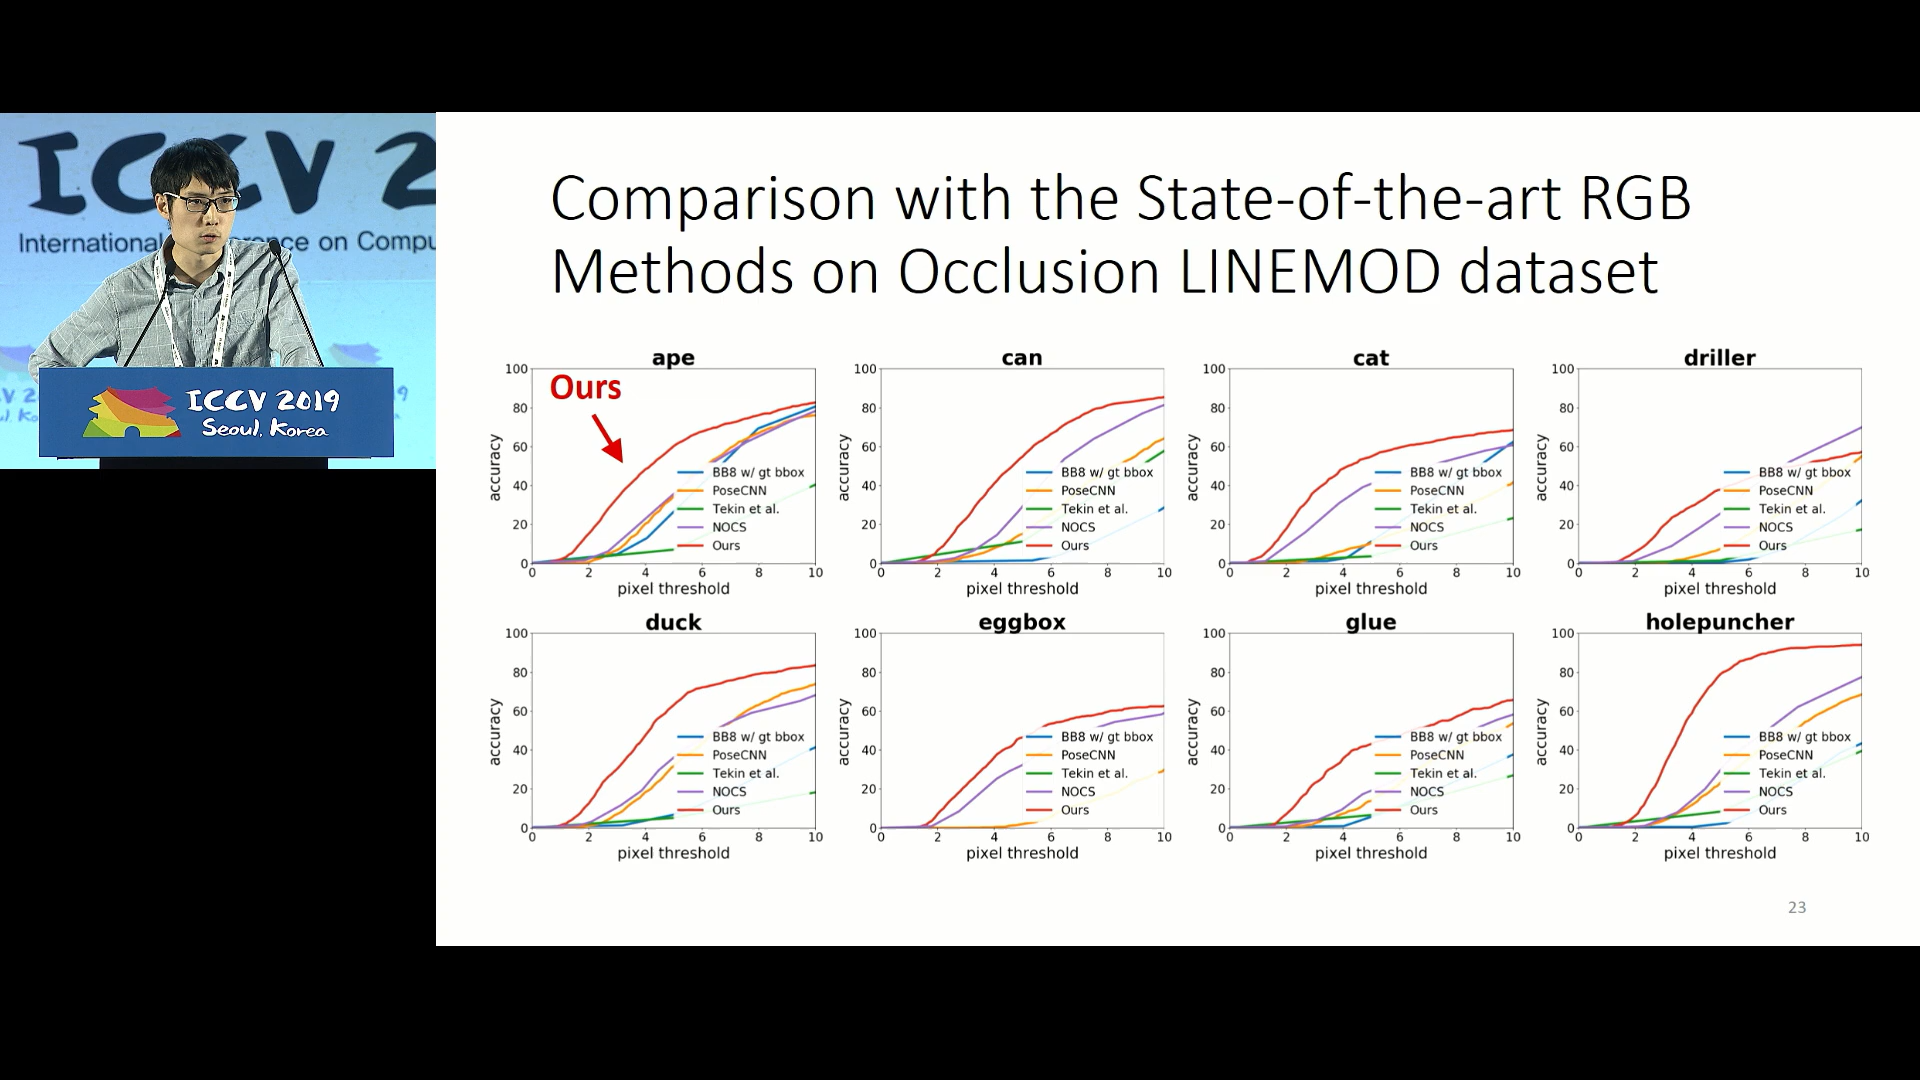 ICCV 2
International
ence on Compu
ICCV 2019
Seoul, Korea
Comparison with the State-of-the-art RGB
Methods on Occlusion LINEMOD dataset
ape
Ours
100
80
60
40
20
0
accuracy
0 2 4 6 8 10
pixel threshold
BB8 w/ gt bbox
PoseCNN
Tekin et al.
NOCS
Ours
can
100
80
60
40
20
0
accuracy
0 2 4 6 8 10
pixel threshold
BB8 w/ gt bbox
PoseCNN
Tekin et al.
NOCS
Ours
cat
100
80
60
40
20
0
accuracy
0 2 4 6 8 10
pixel threshold
BB8 w/ gt bbox
PoseCNN
Tekin et al.
NOCS
Ours
driller
100
80
60
40
20
0
accuracy
0 2 4 6 8 10
pixel threshold
BB8 w/ gt bbox
PoseCNN
Tekin et al.
NOCS
Ours
duck
100
80
60
40
20
0
accuracy
0 2 4 6 8 10
pixel threshold
BB8 w/ gt bbox
PoseCNN
Tekin et al.
NOCS
Ours
eggbox
100
80
60
40
20
0
accuracy
0 2 4 6 8 10
pixel threshold
BB8 w/ gt bbox
PoseCNN
Tekin et al.
NOCS
Ours
glue
100
80
60
40
20
0
accuracy
0 2 4 6 8 10
pixel threshold
BB8 w/ gt bbox
PoseCNN
Tekin et al.
NOCS
Ours
holepuncher
100
80
60
40
20
0
accuracy
0 2 4 6 8 10
pixel threshold
BB8 w/ gt bbox
PoseCNN
Tekin et al.
NOCS
Ours
23